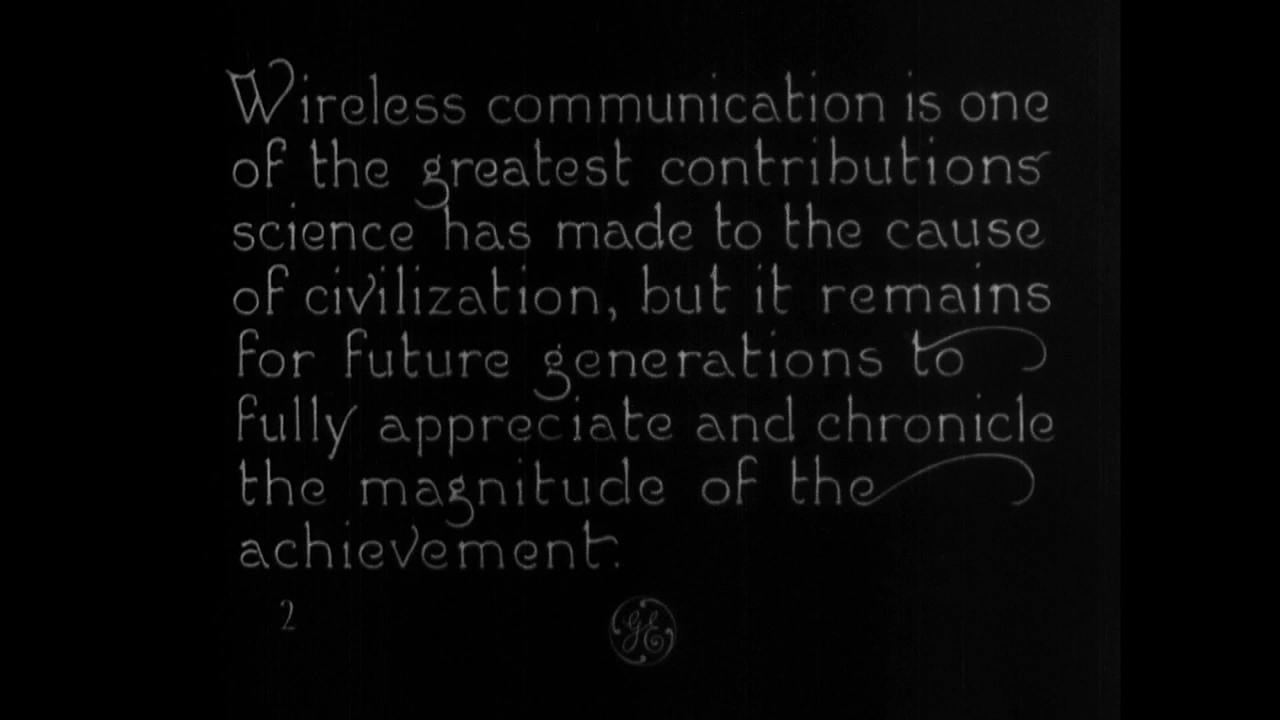 Wireless communication is one
of the greatest contributions
science has made to the cause
of civilization, but it remains
for future generations to
fully appreciate and chronicle
the magnitude of the
achievement.
2
GE